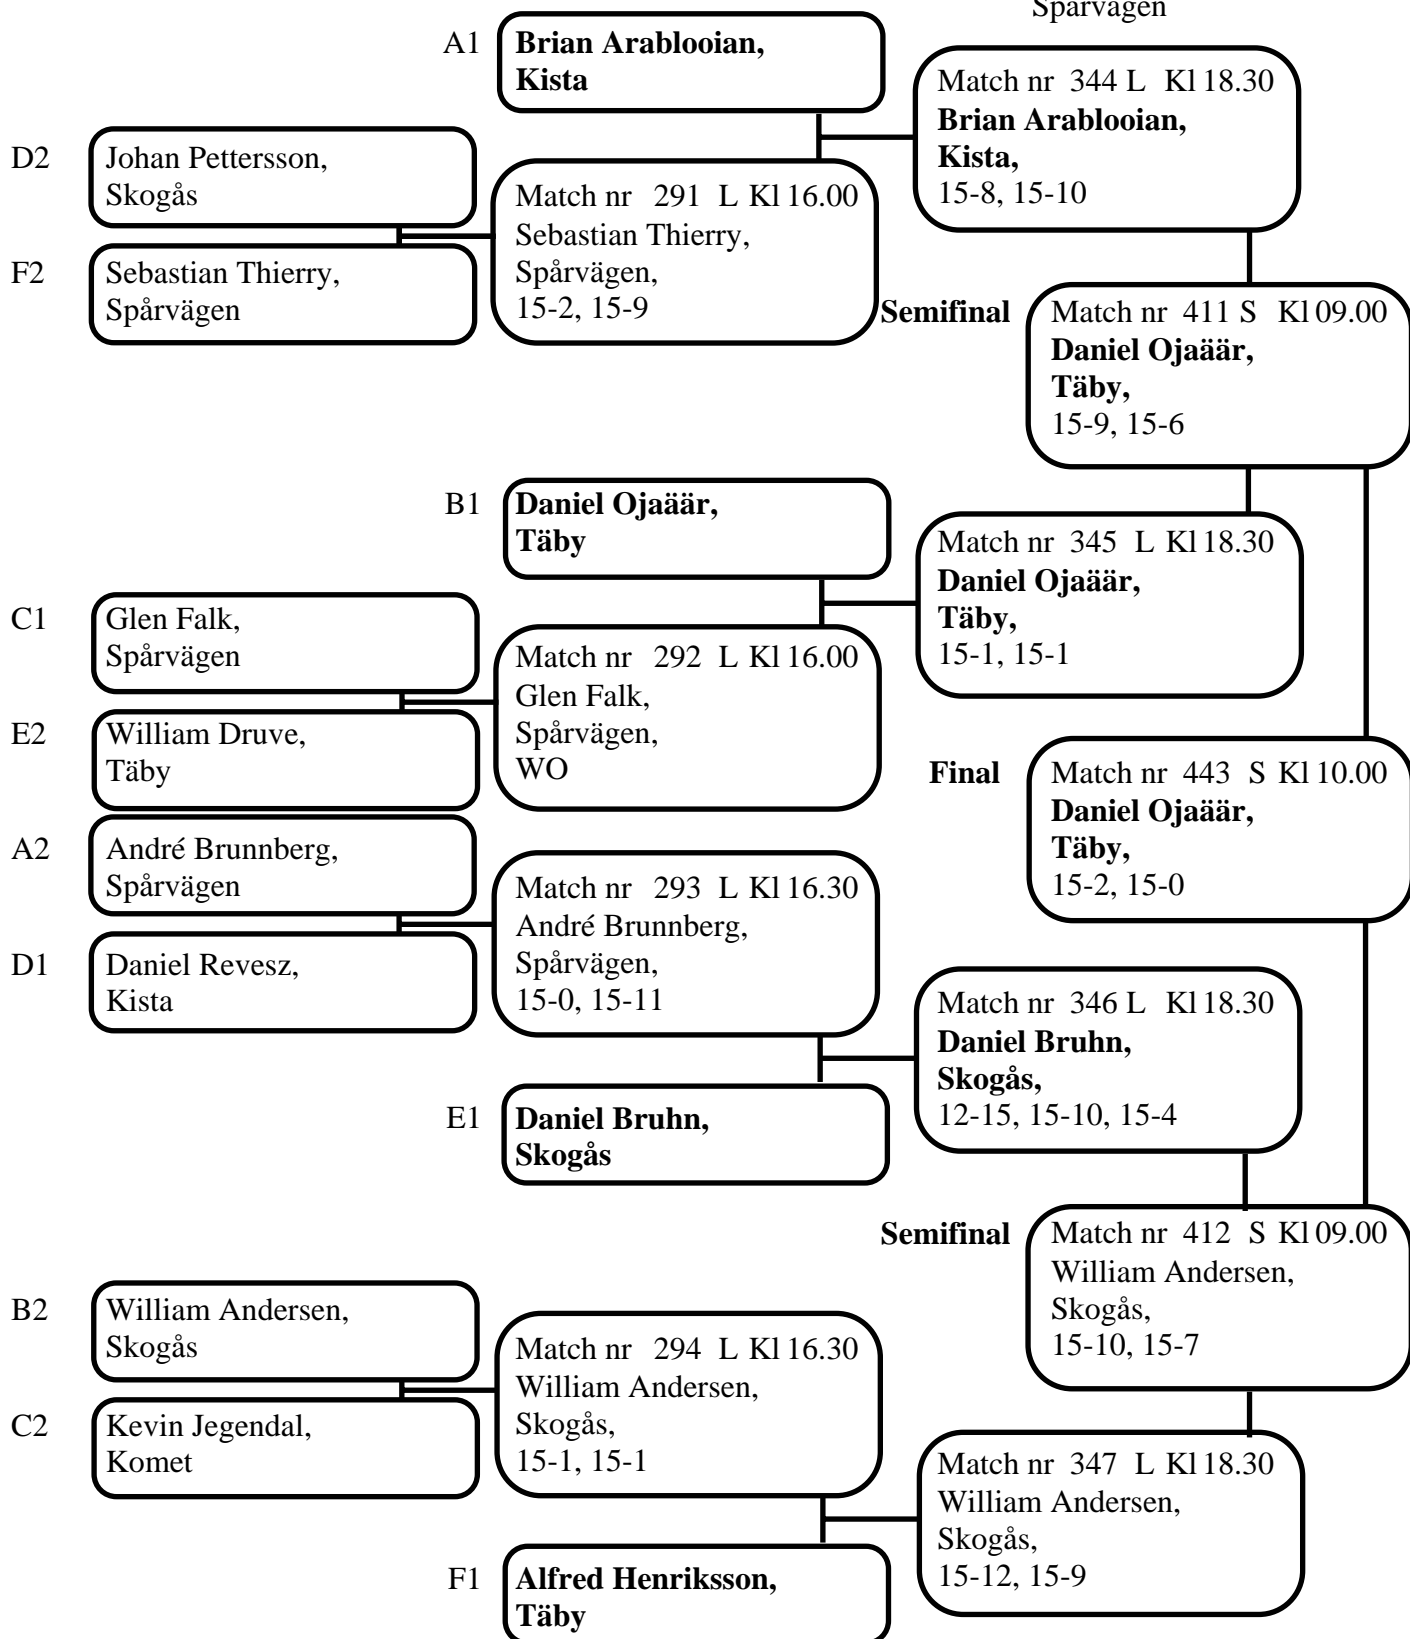 Spårvägen
A1
Brian Arablooian,
Kista
Match nr 344 L Kl 18.30
Brian Arablooian,
Kista,
15-8, 15-10
D2
Johan Pettersson,
Skogås
Match nr 291 L Kl 16.00
Sebastian Thierry,
Spårvägen,
15-2, 15-9
F2
Sebastian Thierry,
Spårvägen
Semifinal
Match nr 411 S Kl 09.00
Daniel Ojaäär,
Täby,
15-9, 15-6
B1
Daniel Ojaäär,
Täby
Match nr 345 L Kl 18.30
Daniel Ojaäär,
Täby,
15-1, 15-1
C1
Glen Falk,
Spårvägen
Match nr 292 L Kl 16.00
Glen Falk,
Spårvägen,
WO
E2
William Druve,
Täby
Final
Match nr 443 S Kl 10.00
Daniel Ojaäär,
Täby,
15-2, 15-0
A2
André Brunnberg,
Spårvägen
Match nr 293 L Kl 16.30
André Brunnberg,
Spårvägen,
15-0, 15-11
D1
Daniel Revesz,
Kista
Match nr 346 L Kl 18.30
Daniel Bruhn,
Skogås,
12-15, 15-10, 15-4
E1
Daniel Bruhn,
Skogås
Semifinal
Match nr 412 S Kl 09.00
William Andersen,
Skogås,
15-10, 15-7
B2
William Andersen,
Skogås
Match nr 294 L Kl 16.30
William Andersen,
Skogås,
15-1, 15-1
C2
Kevin Jegendal,
Komet
Match nr 347 L Kl 18.30
William Andersen,
Skogås,
15-12, 15-9
F1
Alfred Henriksson,
Täby